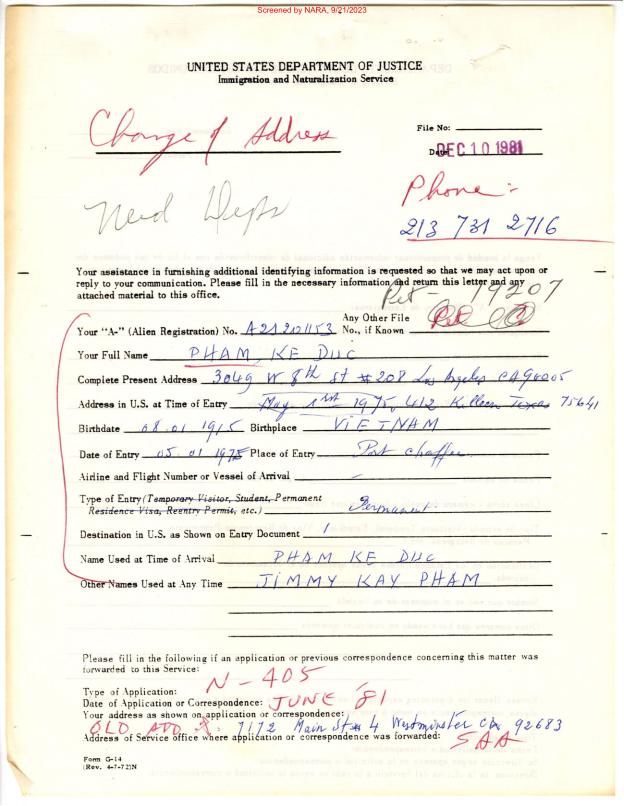 Screened by NARA, 9/21/2023
UNITED STATES DEPARTMENT OF JUSTICE
Immigration and Naturalization Service
Change of Address
File No:
Date DEC 10 1981
Need Deps
Phone:-
213 731 2716
Your assistance in furnishing additional identifying information is requested so that we may act upon or
reply to your communication. Please fill in the necessary information and return this letter and any
attached material to this office.
Pet- 19207
Any Other File
Your "A-" (Alien Registration) No. A21220 1153 No., if Known
Your Full Name PHAM, KE DUC
Complete Present Address 3049 W 8th St #208 Los Angeles CA 90005
Address in U.S. at Time of Entry May 1st 1975, 412 Killeen Texas 75641
Birthdate 08.01 1915 Birthplace VIETNAM
Date of Entry 05.01 1975 Place of Entry Port chaffee
Airline and Flight Number or Vessel of Arrival -
Type of Entry (Temporary Visitor, Student, Permanent
Residence Visa, Reentry Permit, etc.) Permanent
Destination in U.S. as Shown on Entry Document /
Name Used at Time of Arrival PHAM KE DUC
Other Names Used at Any Time JIMMY KAY PHAM
Please fill in the following if an application or previous correspondence concerning this matter was
forwarded to this Service:
Type of Application: N-405
Date of Application or Correspondence: JUNE '81
Your address as shown on application or correspondence:
OLD ADD R: 7172 Main St # 4 Westminster CA 92683
Address of Service office where application or correspondence was forwarded: SAA
Form G-14
(Rev. 4-7-72)N